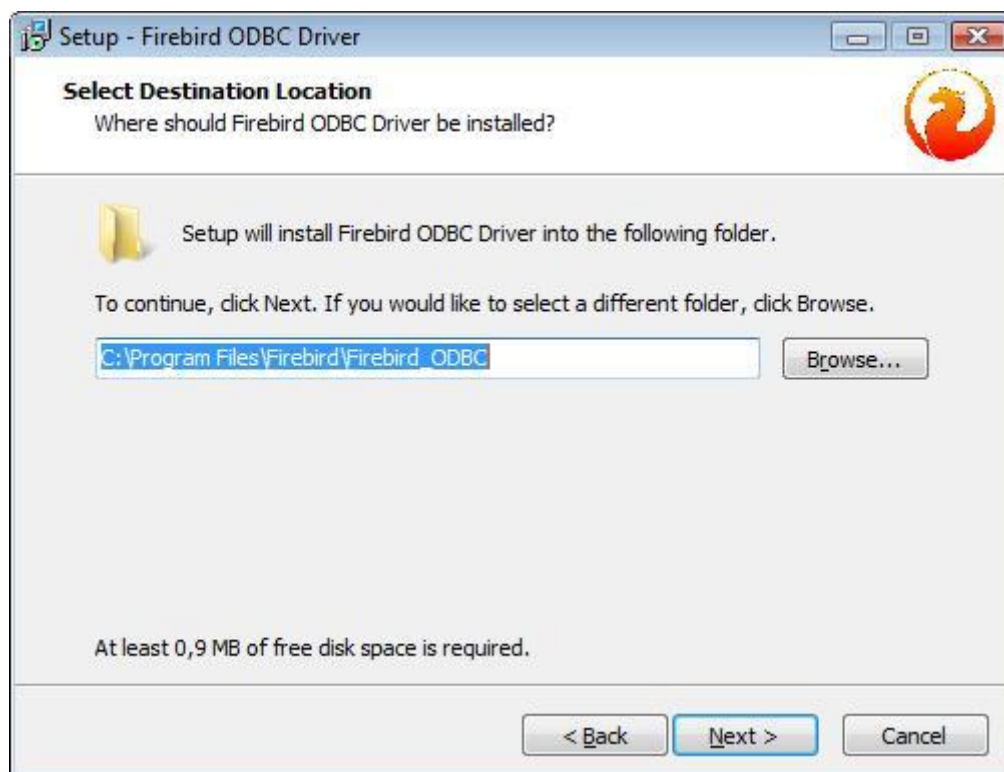 Setup - Firebird ODBC Driver
Select Destination Location
Where should Firebird ODBC Driver be installed?
Setup will install Firebird ODBC Driver into the following folder.
To continue, click Next. If you would like to select a different folder, click Browse.
C:\Program Files\Firebird\Firebird_ODBC
Browse...
At least 0,9 MB of free disk space is required.
< Back
Next >
Cancel